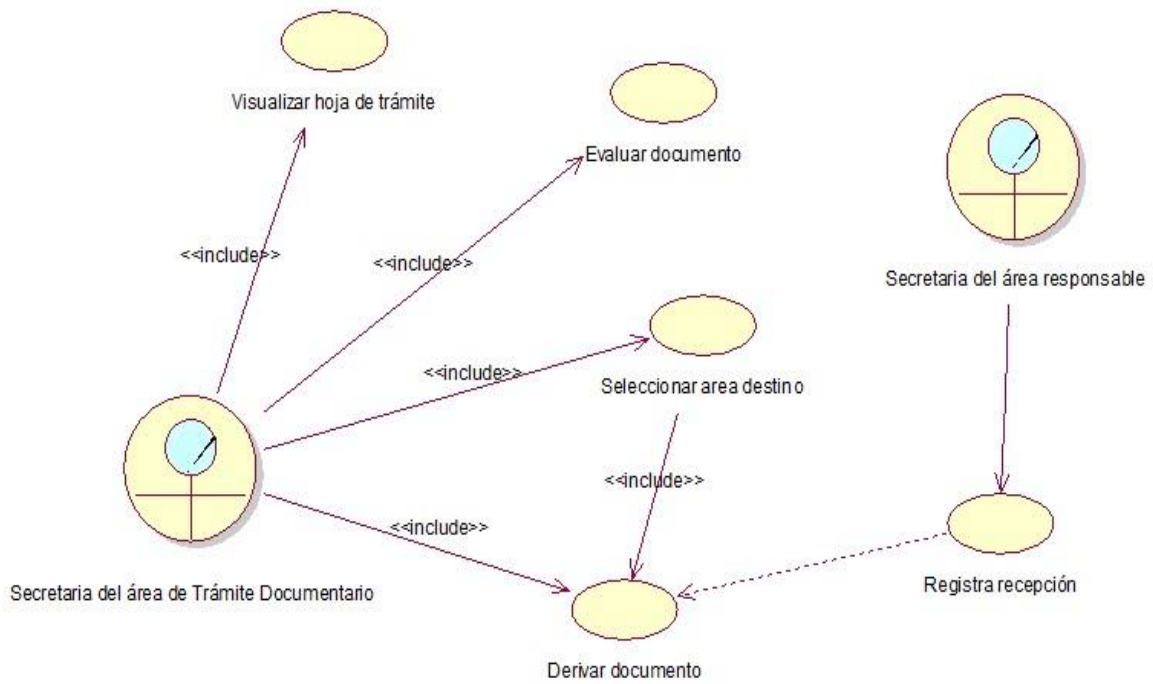 Visualizar hoja de trámite
Evaluar documento
<<include>>
<<include>>
Secretaria del área responsable
<<include>>
Seleccionar area destino
<<include>>
<<include>>
Secretaria del área de Trámite Documentario
Registra recepción
Derivar documento